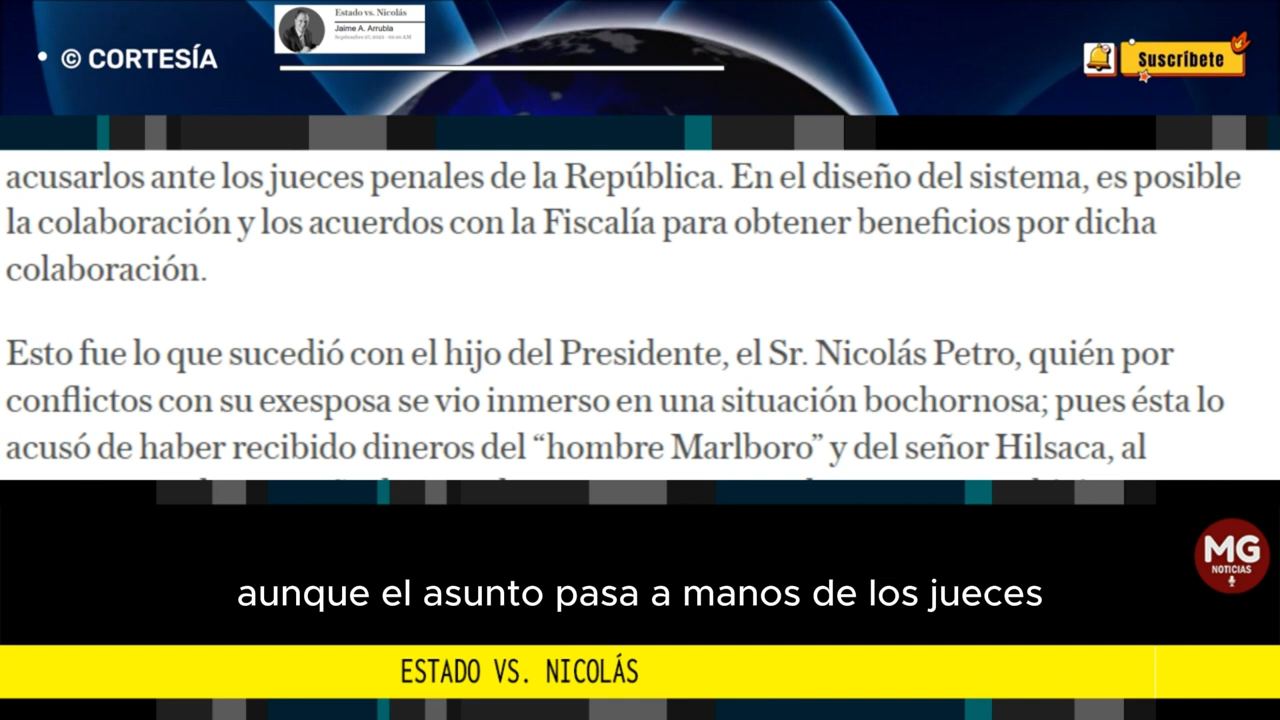 © CORTESÍA
Estado vs. Nicolás
Jaime A. Arrubla
Suscríbete
acusarlos ante los jueces penales de la República. En el diseño del sistema, es posible
la colaboración y los acuerdos con la Fiscalía para obtener beneficios por dicha
colaboración.
Esto fue lo que sucedió con el hijo del Presidente, el Sr. Nicolás Petro, quién por
conflictos con su exesposa se vio inmerso en una situación bochornosa; pues ésta lo
acusó de haber recibido dineros del “hombre Marlboro” y del señor Hilsaca, al
MG
NOTICIAS
aunque el asunto pasa a manos de los jueces
ESTADO VS. NICOLÁS